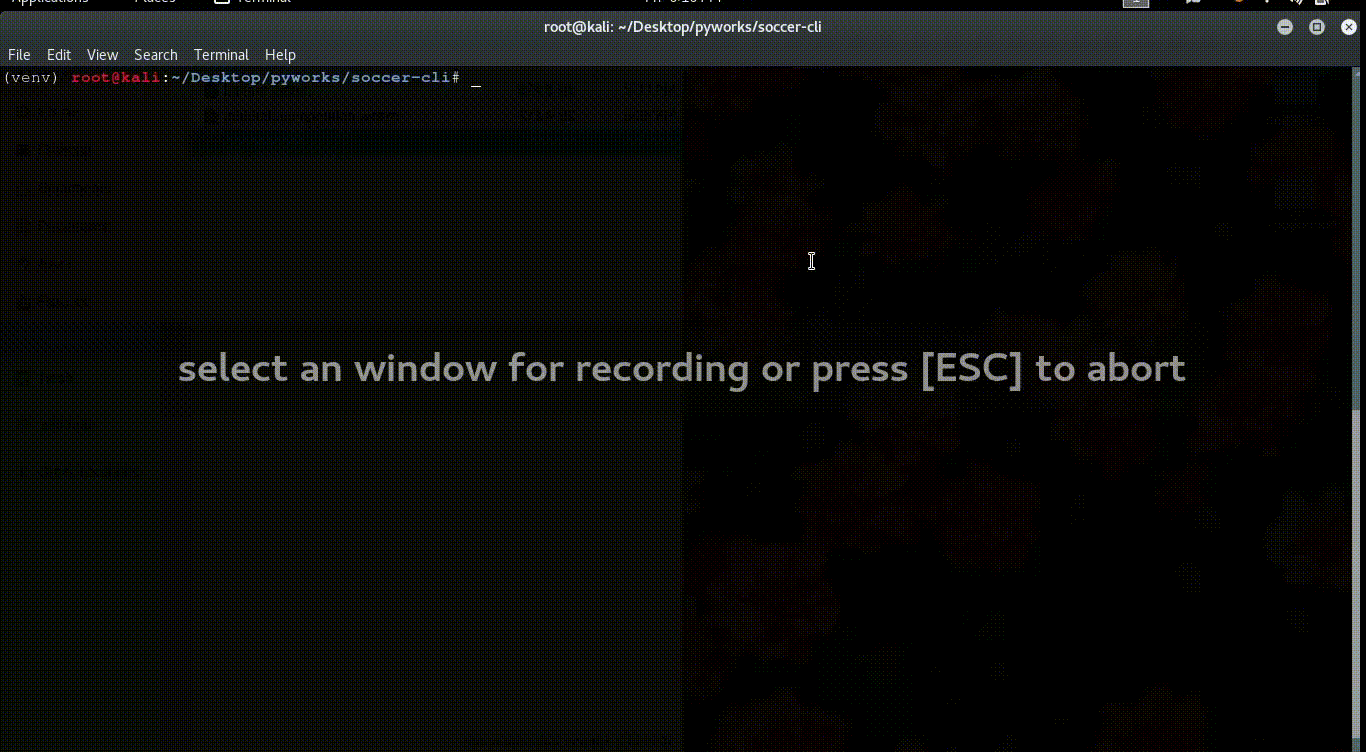 Applications Places Terminal
root@kali: ~/Desktop/pyworks/soccer-cli
File Edit View Search Terminal Help
(venv) root@kali:~/Desktop/pyworks/soccer-cli# _
select an window for recording or press [ESC] to abort